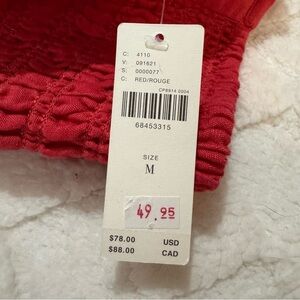 C: 4110
V: 091621
S: 0000077
C: RED/ROUGE
CP8914 0004
68453315
SIZE
M
49.95
$78.00 USD
$88.00 CAD